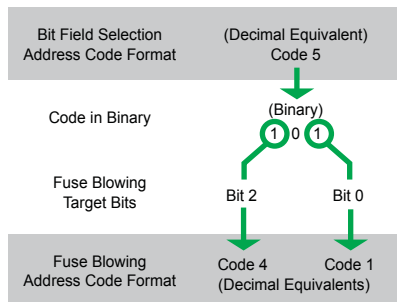 Bit Field Selection
Address Code Format
(Decimal Equivalent)
Code 5
Code in Binary
(Binary)
1 0 1
Fuse Blowing
Target Bits
Bit 2
Bit 0
Fuse Blowing
Address Code Format
Code 4
Code 1
(Decimal Equivalents)